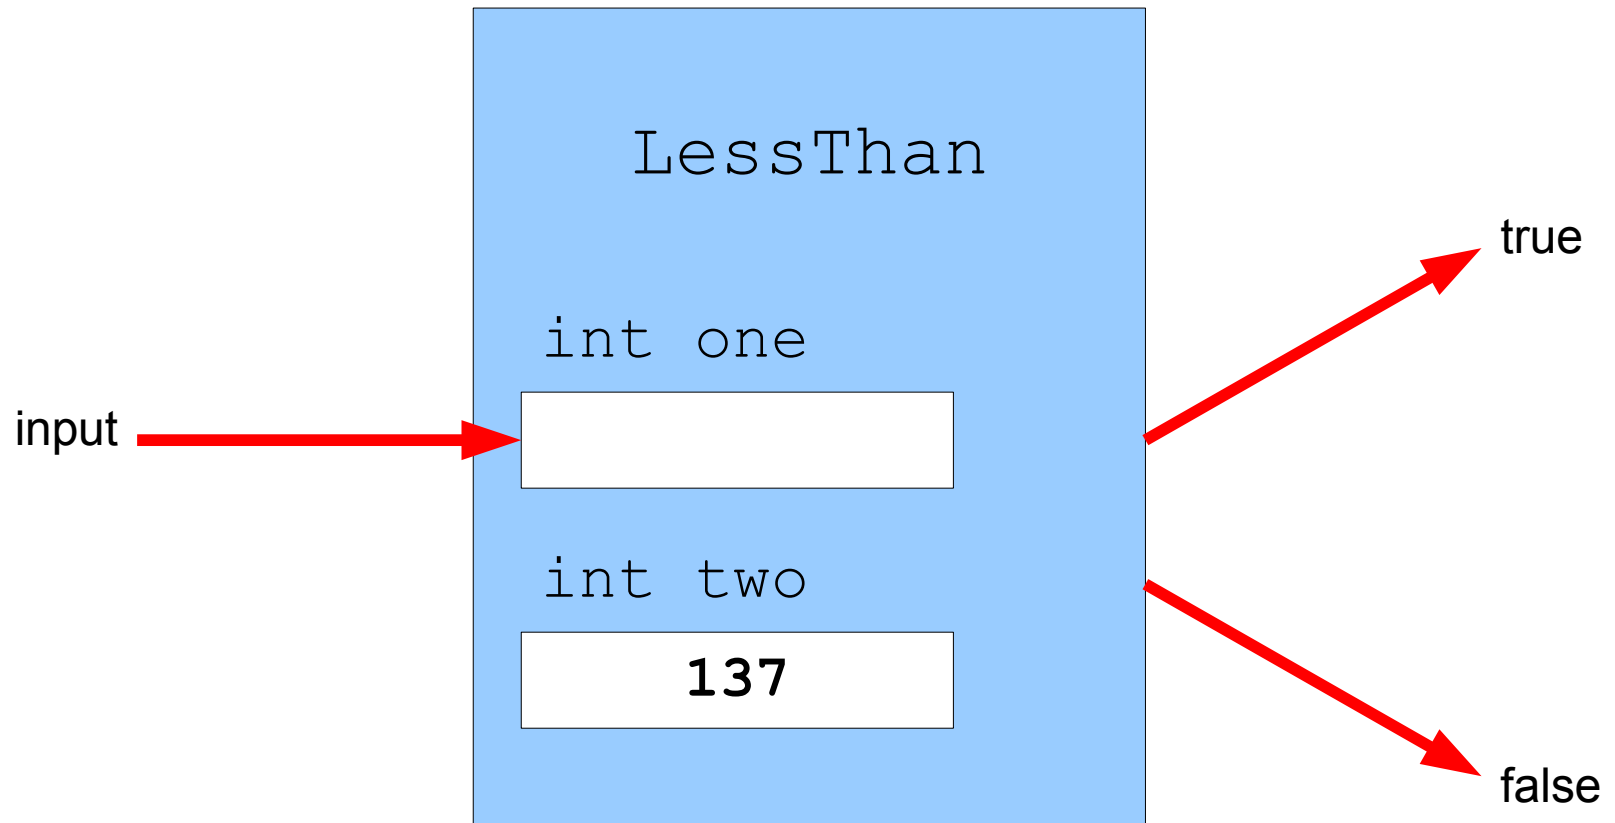 LessThan
true
int one
input
int two
137
false